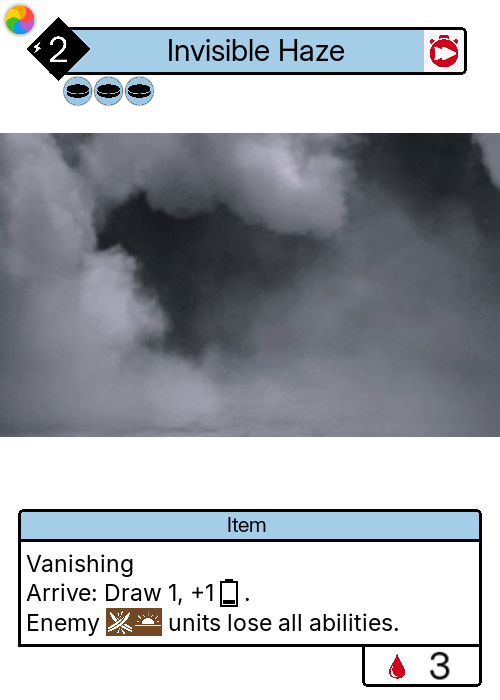 2
Invisible Haze
Item
Vanishing
Arrive: Draw 1, +1 .
Enemy units lose all abilities.
3